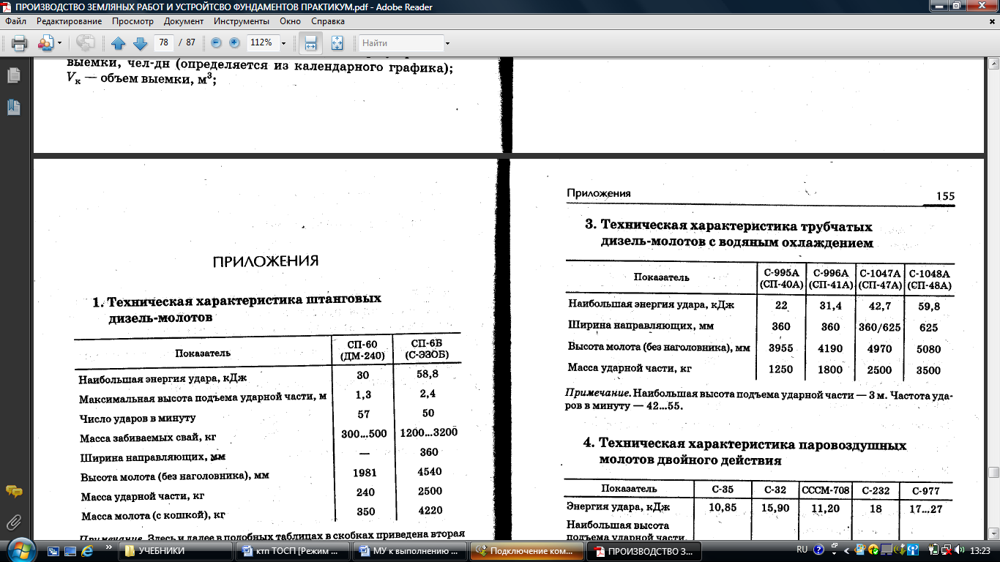 ПРОИЗВОДСТВО ЗЕМЛЯНЫХ РАБОТ И УСТРОЙТСВО ФУНДАМЕНТОВ ПРАКТИКУМ.pdf - Adobe Reader
Файл Редактирование Просмотр Документ Инструменты Окно Справка
78 / 87 112% Найти
выемки, чел-дн (определяется из календарного графика);
Vк — объем выемки, м³;
ПРИЛОЖЕНИЯ
1. Техническая характеристика штанговых
дизель-молотов
Показатель СП-60 (ДМ-240) СП-6Б (С-ЭЗОБ)
Наибольшая энергия удара, кДж 30 58,8
Максимальная высота подъема ударной части, м 1,3 2,4
Число ударов в минуту 57 50
Масса забиваемых свай, кг 300...500 1200...3200
Ширина направляющих, мм — 360
Высота молота (без наголовника), мм 1981 4540
Масса ударной части, кг 240 2500
Масса молота (с кошкой), кг 350 4220
Примечание. Здесь и далее в подобных таблицах в скобках приведена вторая
Приложения 155
3. Техническая характеристика трубчатых
дизель-молотов с водяным охлаждением
Показатель С-995А (СП-40А) С-996А (СП-41А) С-1047А (СП-47А) С-1048А (СП-48А)
Наибольшая энергия удара, кДж 22 31,4 42,7 59,8
Ширина направляющих, мм 360 360 360/625 625
Высота молота (без наголовника), мм 3955 4190 4970 5080
Масса ударной части, кг 1250 1800 2500 3500
Примечание. Наибольшая высота подъема ударной части — 3 м. Частота уда-
ров в минуту — 42...55.
4. Техническая характеристика паровоздушных
молотов двойного действия
Показатель С-35 С-32 СССМ-708 С-232 С-977
Энергия удара, кДж 10,85 15,90 11,20 18 17...27
Наибольшая высота
подъема ударной части,
УЧЕБНИКИ ктп ТОСП [Режим ... МУ к выполнению ... Подключение ком... ПРОИЗВОДСТВО З... RU 13:23